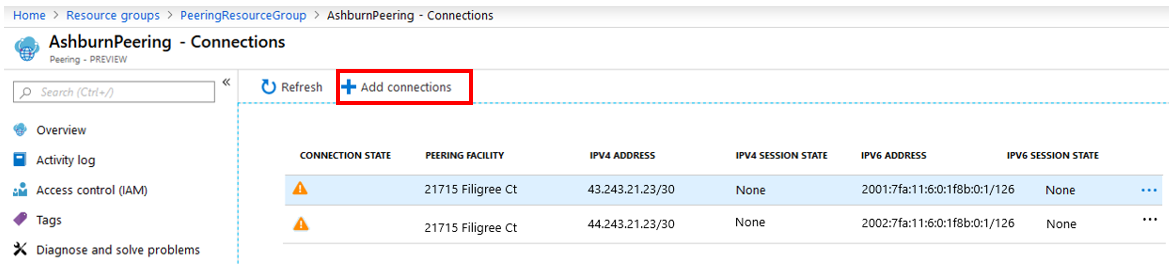 Home > Resource groups > PeeringResourceGroup > AshburnPeering - Connections
AshburnPeering - Connections
Peering - PREVIEW
Search (Ctrl+/)
«
Refresh
Add connections
Overview
Activity log
Access control (IAM)
Tags
Diagnose and solve problems
CONNECTION STATE PEERING FACILITY IPV4 ADDRESS IPV4 SESSION STATE IPV6 ADDRESS IPV6 SESSION STATE
21715 Filigree Ct 43.243.21.23/30 None 2001:7fa:11:6:0:1f8b:0:1/126 None ...
21715 Filigree Ct 44.243.21.23/30 None 2002:7fa:11:6:0:1f8b:0:1/126 None ...